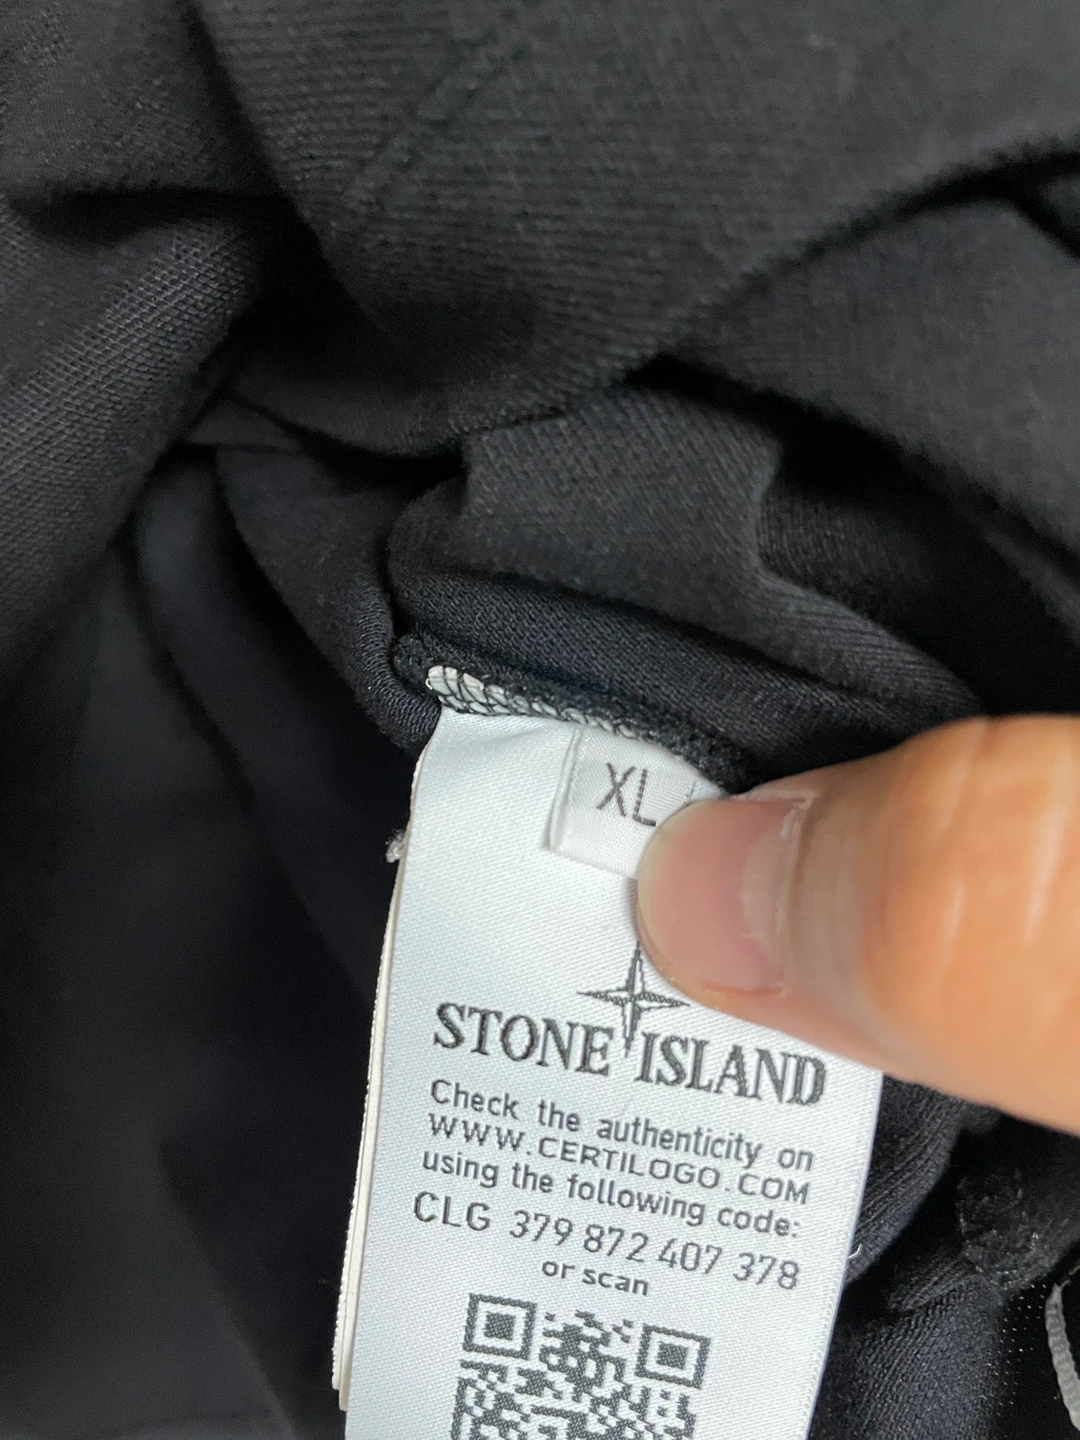 XL
STONE ISLAND
Check the authenticity on
WWW.CERTILOGO.COM
using the following code:
CLG 379 872 407 378
or scan